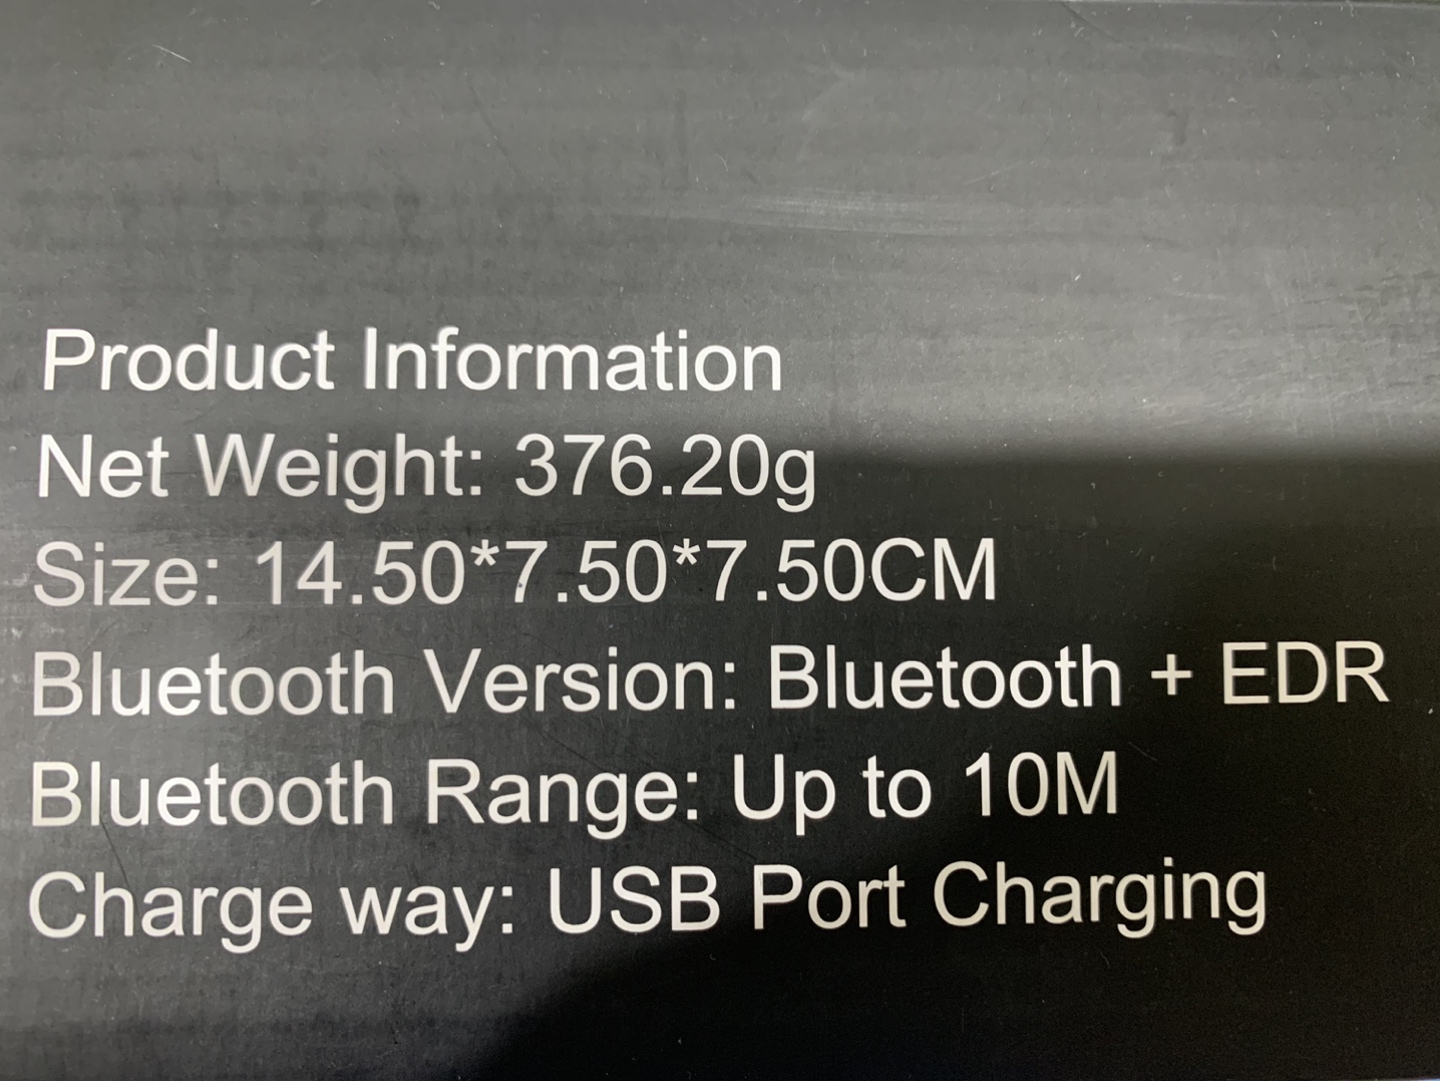 Product Information
Net Weight: 376.20g
Size: 14.50*7.50*7.50CM
Bluetooth Version: Bluetooth + EDR
Bluetooth Range: Up to 10M
Charge way: USB Port Charging